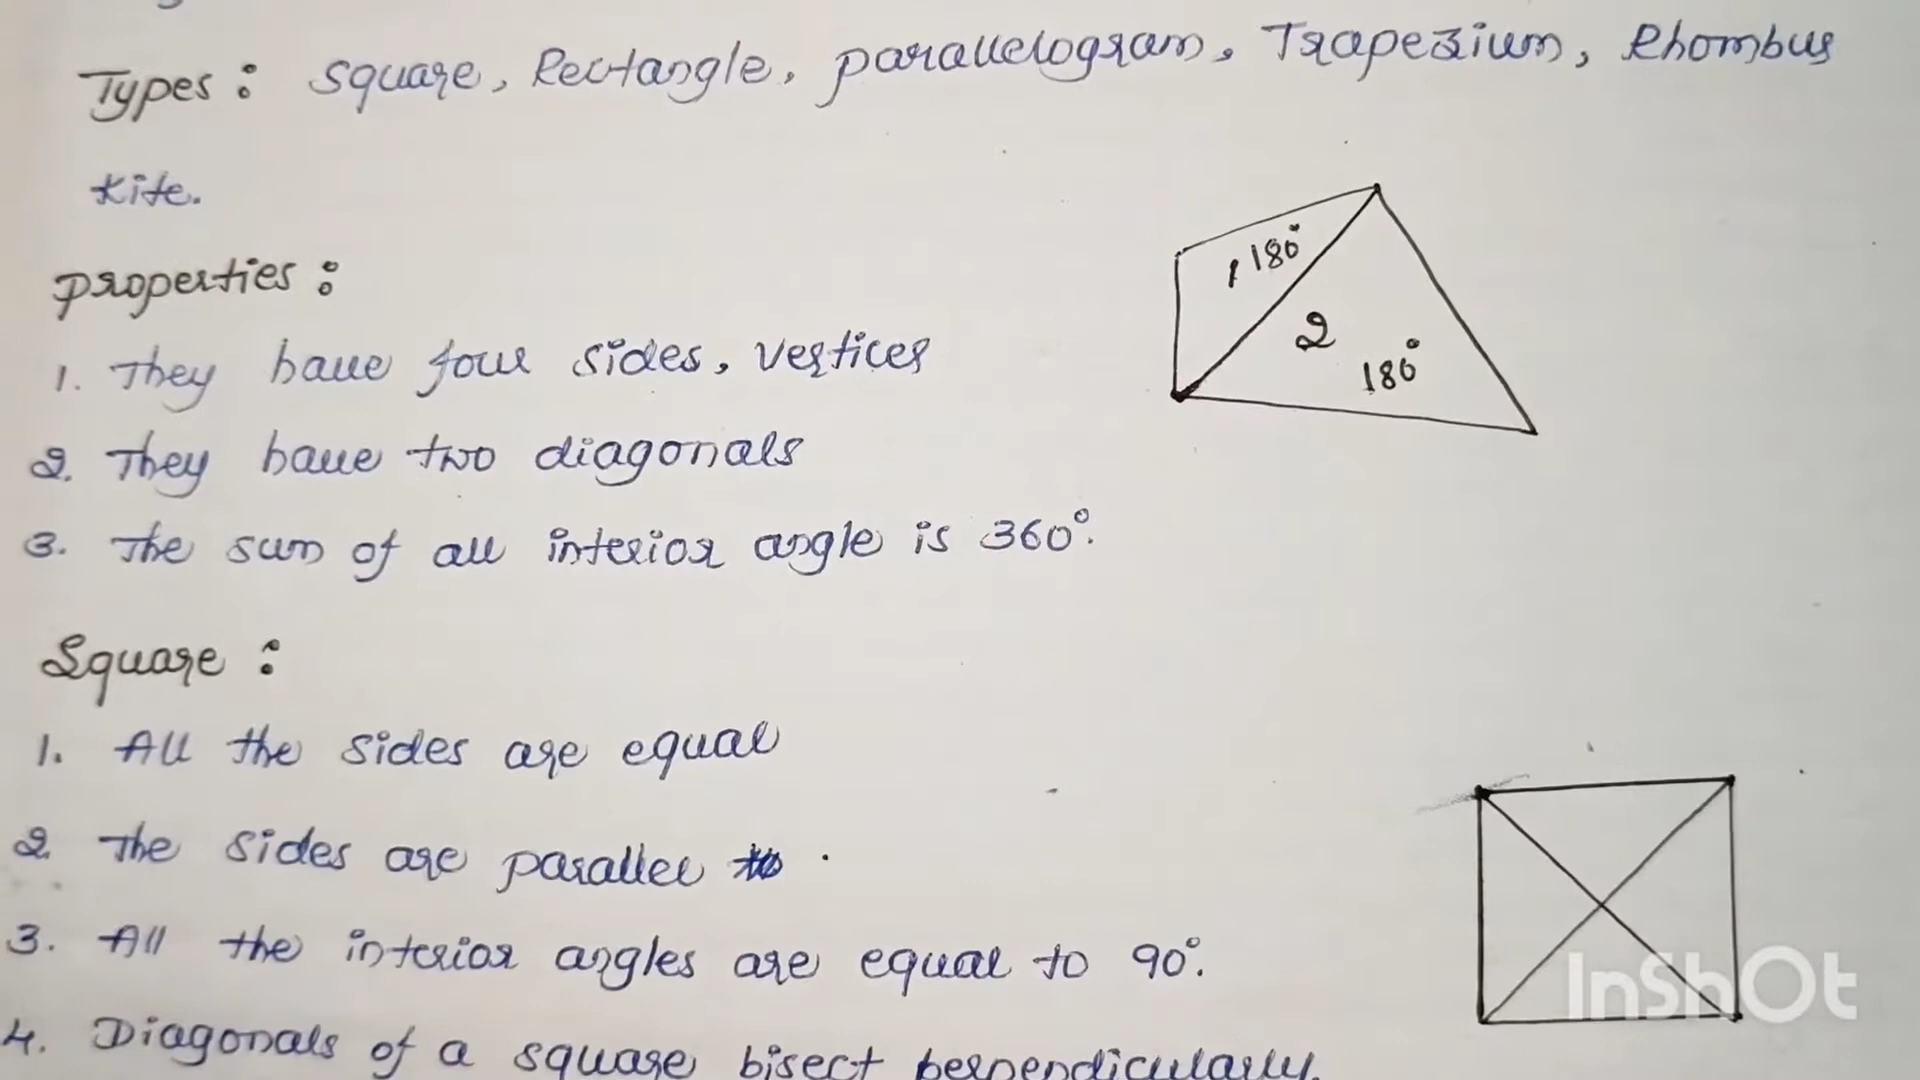 Types: Square, Rectangle, parallelogram, Trapezium, Rhombus
Kite.
properties:
1. They have four sides, vertices
2. They have two diagonals
3. The sum of all interior angle is 360°.
1 180°
2
180°
Square:
1. All the sides are equal
2. The sides are parallel .
3. All the interior angles are equal to 90°.
4. Diagonals of a square bisect perpendicularly.
InShOt